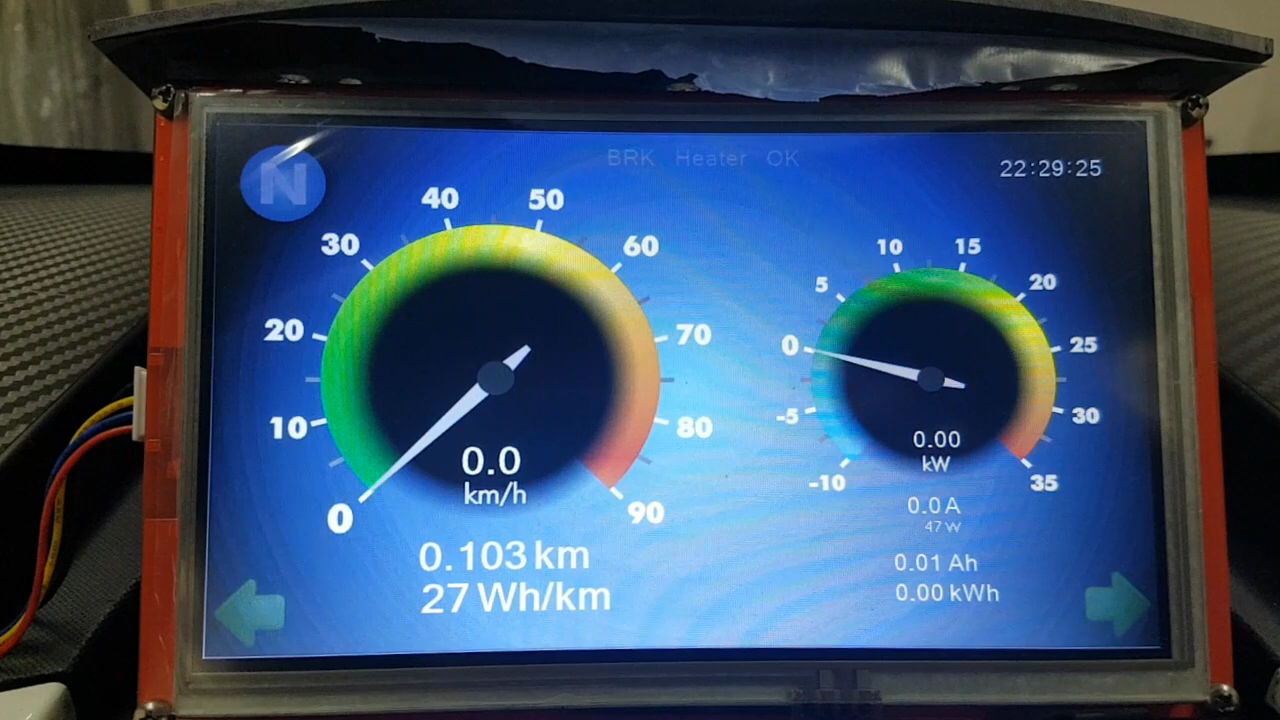 N
BRK Heater OK
22:29:25
0 10 20 30 40 50 60 70 80 90
0.0
km/h
0.103 km
27 Wh/km
-10 -5 0 5 10 15 20 25 30 35
0.00
kW
0.0 A
47 W
0.01 Ah
0.00 kWh